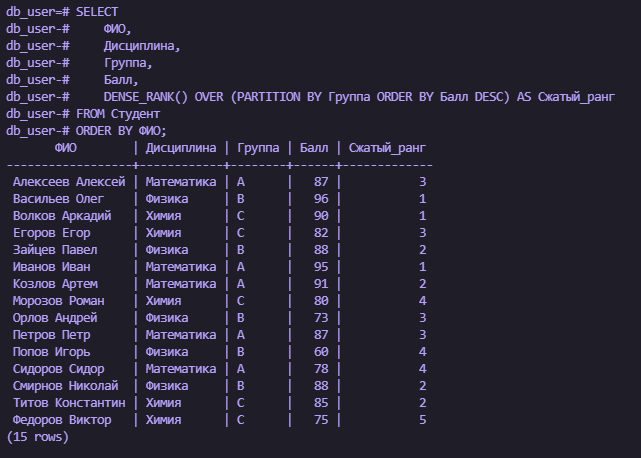 db_user=# SELECT
db_user-#     ФИО,
db_user-#     Дисциплина,
db_user-#     Группа,
db_user-#     Балл,
db_user-#     DENSE_RANK() OVER (PARTITION BY Группа ORDER BY Балл DESC) AS Сжатый_ранг
db_user-# FROM Студент
db_user-# ORDER BY ФИО;
       ФИО        | Дисциплина | Группа | Балл | Сжатый_ранг
------------------+------------+--------+------+-------------
 Алексеев Алексей | Математика | A      |   87 |           3
 Васильев Олег    | Физика     | B      |   96 |           1
 Волков Аркадий   | Химия      | C      |   90 |           1
 Егоров Егор      | Химия      | C      |   82 |           3
 Зайцев Павел     | Физика     | B      |   88 |           2
 Иванов Иван      | Математика | A      |   95 |           1
 Козлов Артем     | Математика | A      |   91 |           2
 Морозов Роман    | Химия      | C      |   80 |           4
 Орлов Андрей     | Физика     | B      |   73 |           3
 Петров Петр      | Математика | A      |   87 |           3
 Попов Игорь      | Физика     | B      |   60 |           4
 Сидоров Сидор    | Математика | A      |   78 |           4
 Смирнов Николай  | Физика     | B      |   88 |           2
 Титов Константин | Химия      | C      |   85 |           2
 Федоров Виктор   | Химия      | C      |   75 |           5
(15 rows)